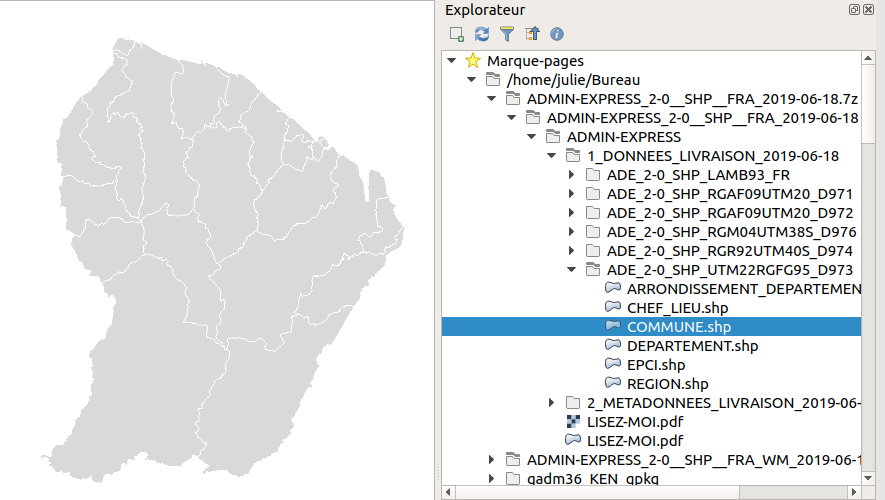 Explorateur
Marque-pages
/home/julie/Bureau
ADMIN-EXPRESS_2-0__SHP__FRA_2019-06-18.7z
ADMIN-EXPRESS_2-0__SHP__FRA_2019-06-18
ADMIN-EXPRESS
1_DONNEES_LIVRAISON_2019-06-18
ADE_2-0_SHP_LAMB93_FR
ADE_2-0_SHP_RGAF09UTM20_D971
ADE_2-0_SHP_RGAF09UTM20_D972
ADE_2-0_SHP_RGM04UTM38S_D976
ADE_2-0_SHP_RGR92UTM40S_D974
ADE_2-0_SHP_UTM22RGFG95_D973
ARRONDISSEMENT_DEPARTEMEN
CHEF_LIEU.shp
COMMUNE.shp
DEPARTEMENT.shp
EPCI.shp
REGION.shp
2_METADONNEES_LIVRAISON_2019-06-
LISEZ-MOI.pdf
LISEZ-MOI.pdf
ADMIN-EXPRESS_2-0__SHP__FRA_WM_2019-06-1
gadm36_KEN_gpkg